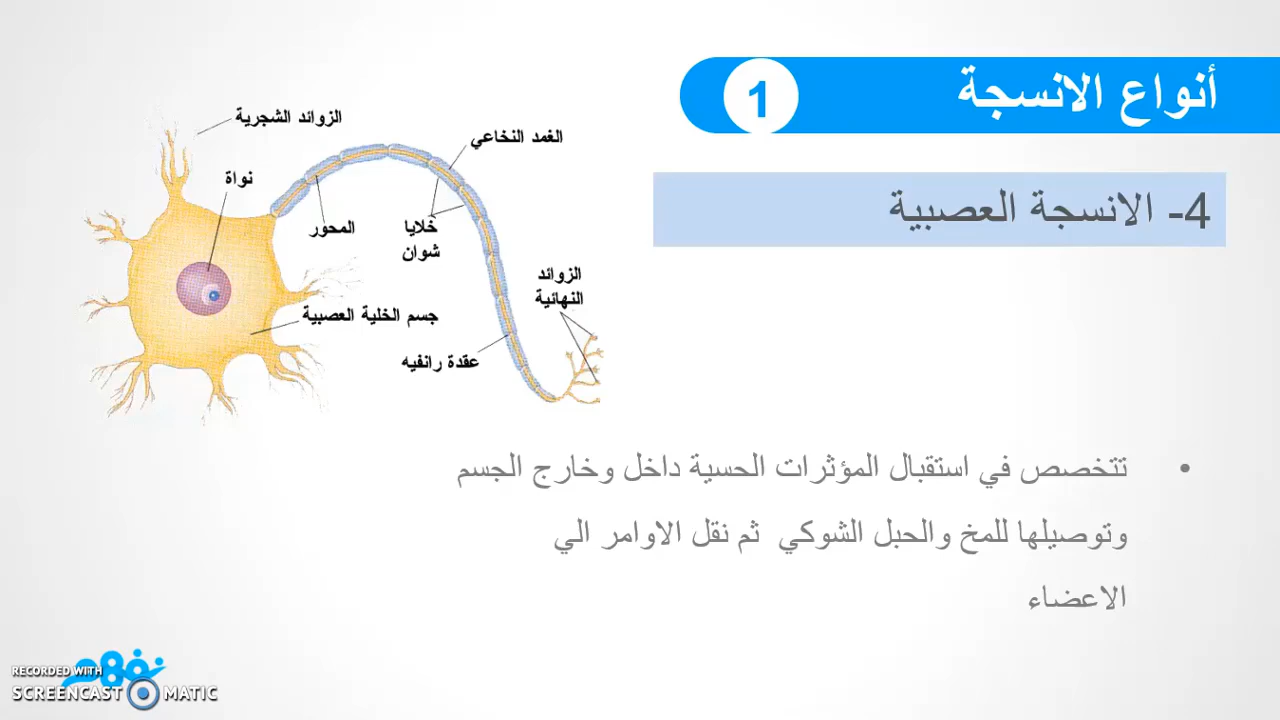 أنواع الانسجة
1
4- الانسجة العصبية
الزوائد الشجرية
الغمد النخاعي
نواة
المحور
خلايا
شوان
الزوائد
النهائية
جسم الخلية العصبية
عقدة رانفيه
• تتخصص في استقبال المؤثرات الحسية داخل وخارج الجسم
وتوصيلها للمخ والحبل الشوكي ثم نقل الاوامر الي
الاعضاء
نفهم
RECORDED WITH
SCREENCAST MATIC